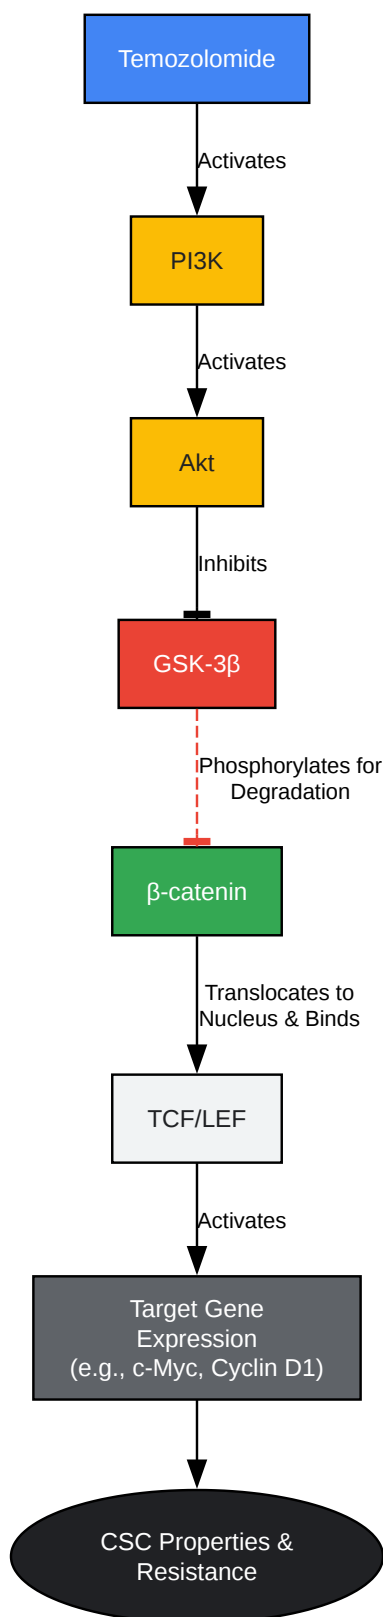 Temozolomide
Activates
PI3K
Activates
Akt
Inhibits
GSK-3β
Phosphorylates for
Degradation
β-catenin
Translocates to
Nucleus & Binds
TCF/LEF
Activates
Target Gene
Expression
(e.g., c-Myc, Cyclin D1)
CSC Properties &
Resistance